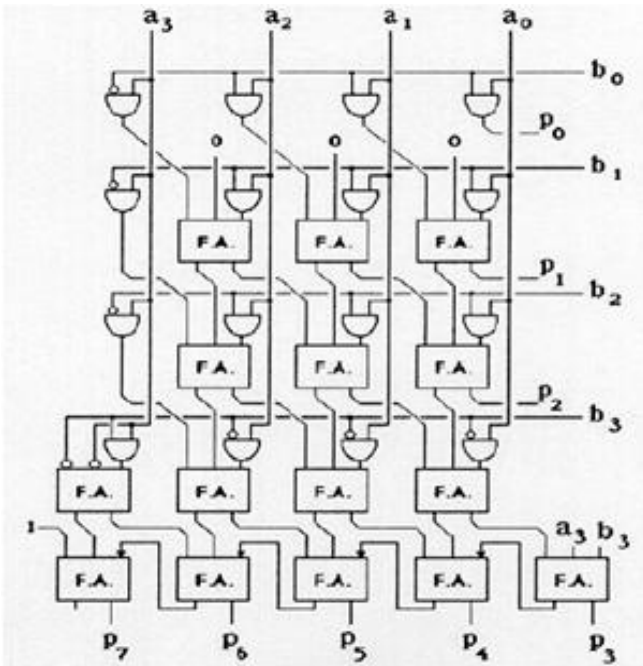 a3 a2 a1 a0
b0
p0
0 0 0
b1
F.A. F.A. F.A.
p1
b2
F.A. F.A. F.A.
p2
b3
F.A. F.A. F.A. F.A.
1 a3 b3
F.A. F.A. F.A. F.A. F.A.
p7 p6 p5 p4 p3